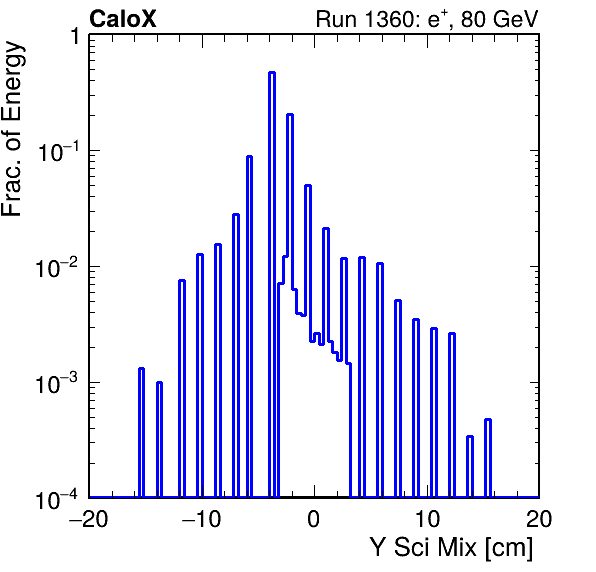 CaloX Run 1360: e⁺, 80 GeV
Frac. of Energy
1
10⁻¹
10⁻²
10⁻³
10⁻⁴
−20 −10 0 10 20
Y Sci Mix [cm]